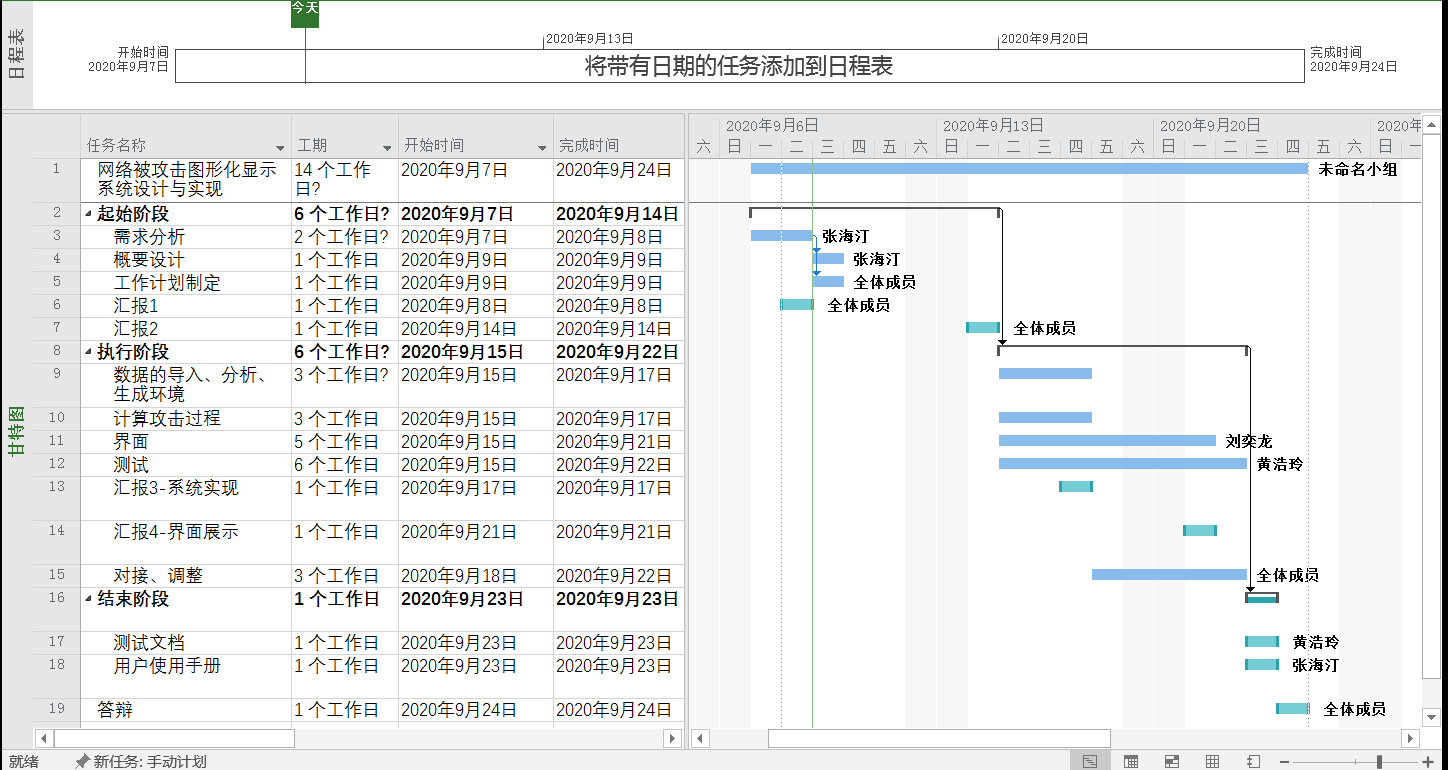 今天
日程表
开始时间
2020年9月7日
2020年9月13日
2020年9月20日
将带有日期的任务添加到日程表
完成时间
2020年9月24日
甘特图
任务名称 工期 开始时间 完成时间
2020年9月6日 2020年9月13日 2020年9月20日 2020年
六 日 一 二 三 四 五 六 日 一 二 三 四 五 六 日 一 二 三 四 五 六 日 一
1 网络被攻击图形化显示 14 个工作 2020年9月7日 2020年9月24日 未命名小组
系统设计与实现 日?
2 起始阶段 6 个工作日? 2020年9月7日 2020年9月14日
3 需求分析 2 个工作日? 2020年9月7日 2020年9月8日 张海汀
4 概要设计 1 个工作日 2020年9月9日 2020年9月9日 张海汀
5 工作计划制定 1 个工作日 2020年9月9日 2020年9月9日 全体成员
6 汇报1 1 个工作日 2020年9月8日 2020年9月8日 全体成员
7 汇报2 1 个工作日 2020年9月14日 2020年9月14日 全体成员
8 执行阶段 6 个工作日? 2020年9月15日 2020年9月22日
9 数据的导入、分析、 3 个工作日? 2020年9月15日 2020年9月17日
生成环境
10 计算攻击过程 3 个工作日 2020年9月15日 2020年9月17日
11 界面 5 个工作日 2020年9月15日 2020年9月21日 刘奕龙
12 测试 6 个工作日 2020年9月15日 2020年9月22日 黄浩玲
13 汇报3-系统实现 1 个工作日 2020年9月17日 2020年9月17日
14 汇报4-界面展示 1 个工作日 2020年9月21日 2020年9月21日
15 对接、调整 3 个工作日 2020年9月18日 2020年9月22日 全体成员
16 结束阶段 1 个工作日 2020年9月23日 2020年9月23日
17 测试文档 1 个工作日 2020年9月23日 2020年9月23日 黄浩玲
18 用户使用手册 1 个工作日 2020年9月23日 2020年9月23日 张海汀
19 答辩 1 个工作日 2020年9月24日 2020年9月24日 全体成员
就绪 新任务: 手动计划